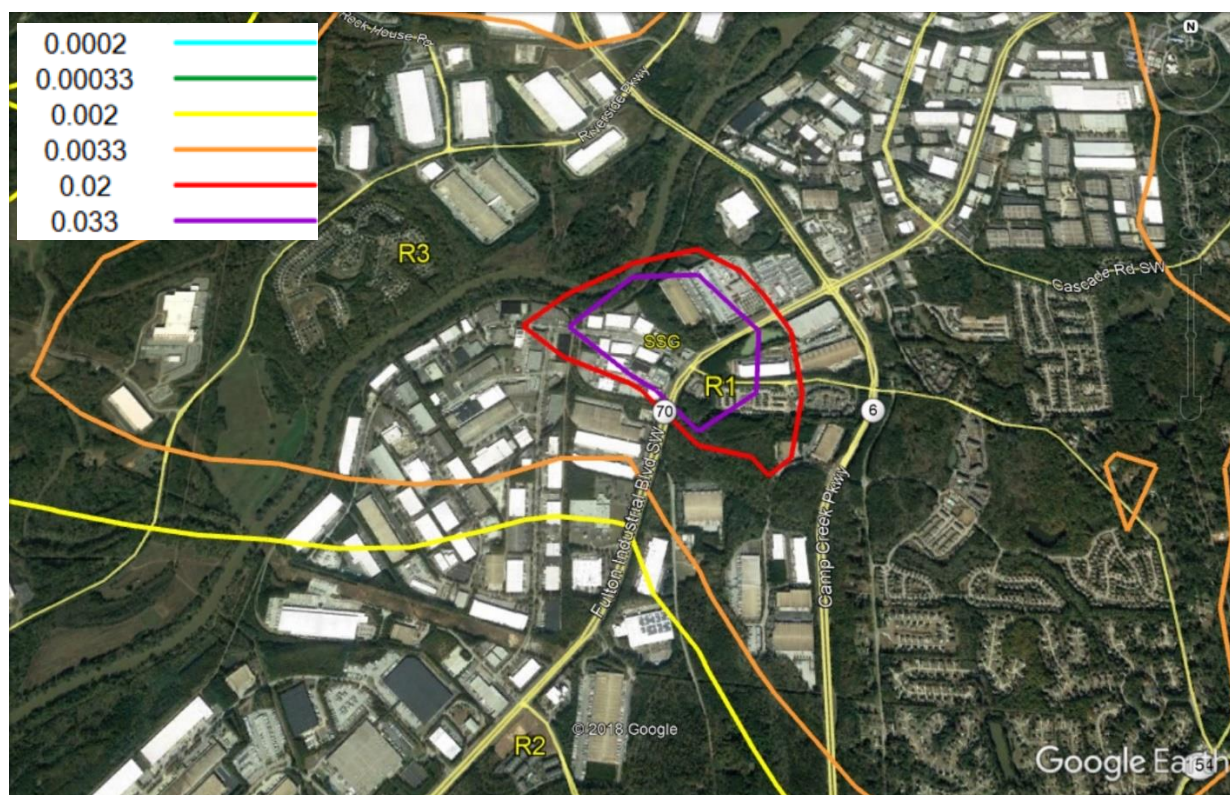 0.0002
0.00033
0.002
0.0033
0.02
0.033
N
Riverside Pkwy
R3
Cascade Rd SW
SSG
R1
70
6
Fulton Industrial Blvd SW
Camp Creek Pkwy
© 2018 Google
R2
Google Earth